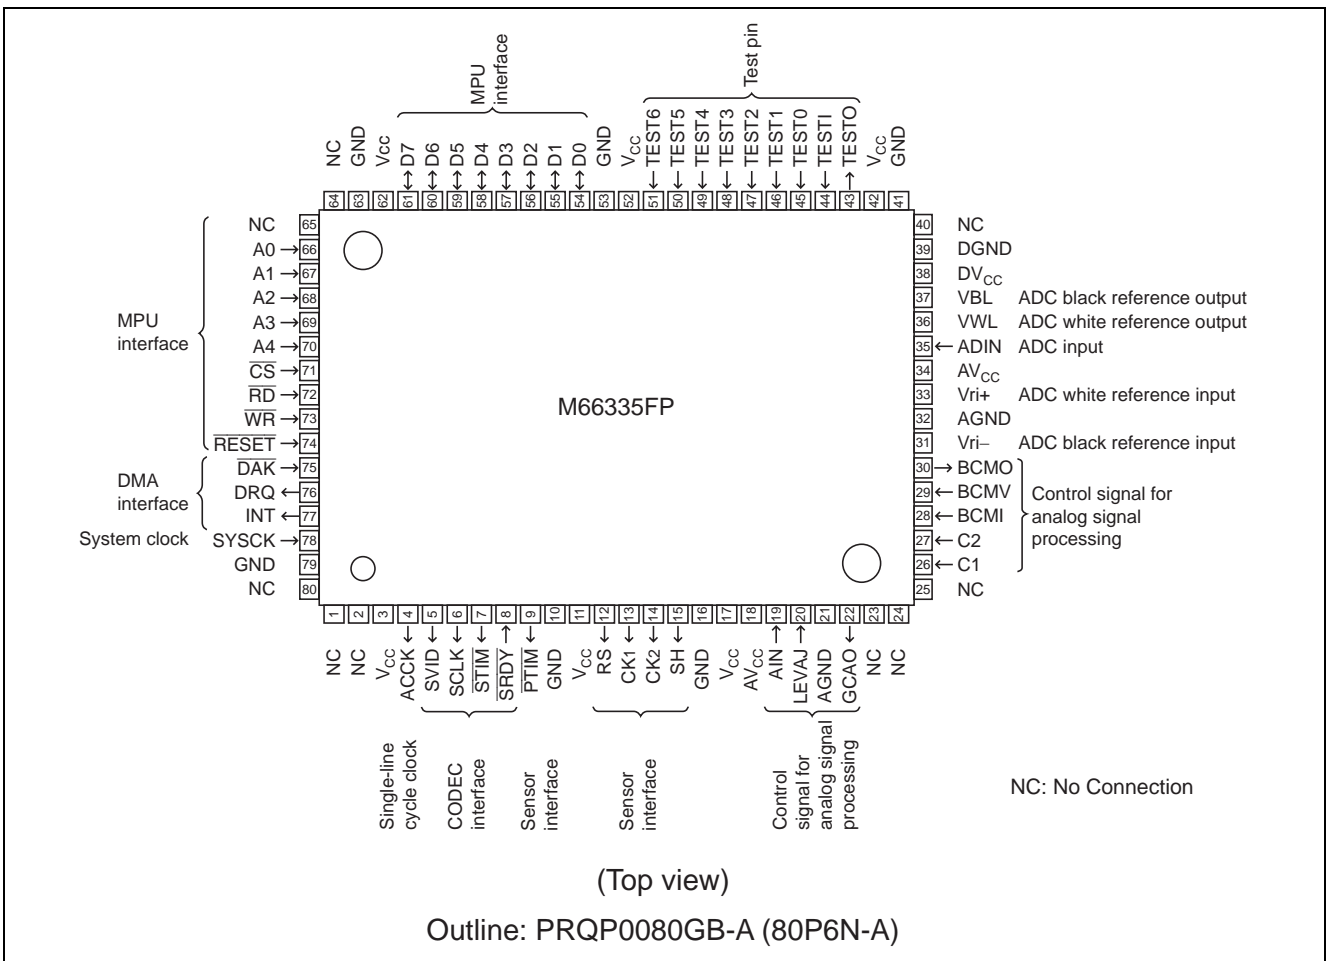 MPU
interface
Test pin
NC
GND
Vcc
D7
D6
D5
D4
D3
D2
D1
D0
GND
VCC
TEST6
TEST5
TEST4
TEST3
TEST2
TEST1
TEST0
TESTI
TESTO
VCC
GND
64 63 62 61 60 59 58 57 56 55 54 53 52 51 50 49 48 47 46 45 44 43 42 41
MPU
interface
NC 65
A0 66
A1 67
A2 68
A3 69
A4 70
CS 71
RD 72
WR 73
RESET 74
DMA
interface
DAK 75
DRQ 76
INT 77
System clock SYSCK 78
GND 79
NC 80
M66335FP
40 NC
39 DGND
38 DVCC
37 VBL ADC black reference output
36 VWL ADC white reference output
35 ADIN ADC input
34 AVCC
33 Vri+ ADC white reference input
32 AGND
31 Vri− ADC black reference input
30 BCMO
29 BCMV
28 BCMI
27 C2
26 C1
25 NC
Control signal for
analog signal
processing
1 2 3 4 5 6 7 8 9 10 11 12 13 14 15 16 17 18 19 20 21 22 23 24
NC
NC
VCC
ACCK
SVID
SCLK
STIM
SRDY
PTIM
GND
VCC
RS
CK1
CK2
SH
GND
VCC
AVCC
AIN
LEVAJ
AGND
GCAO
NC
NC
Single-line
cycle clock
CODEC
interface
Sensor
interface
Sensor
interface
Control
signal for
analog signal
processing
NC: No Connection
(Top view)
Outline: PRQP0080GB-A (80P6N-A)